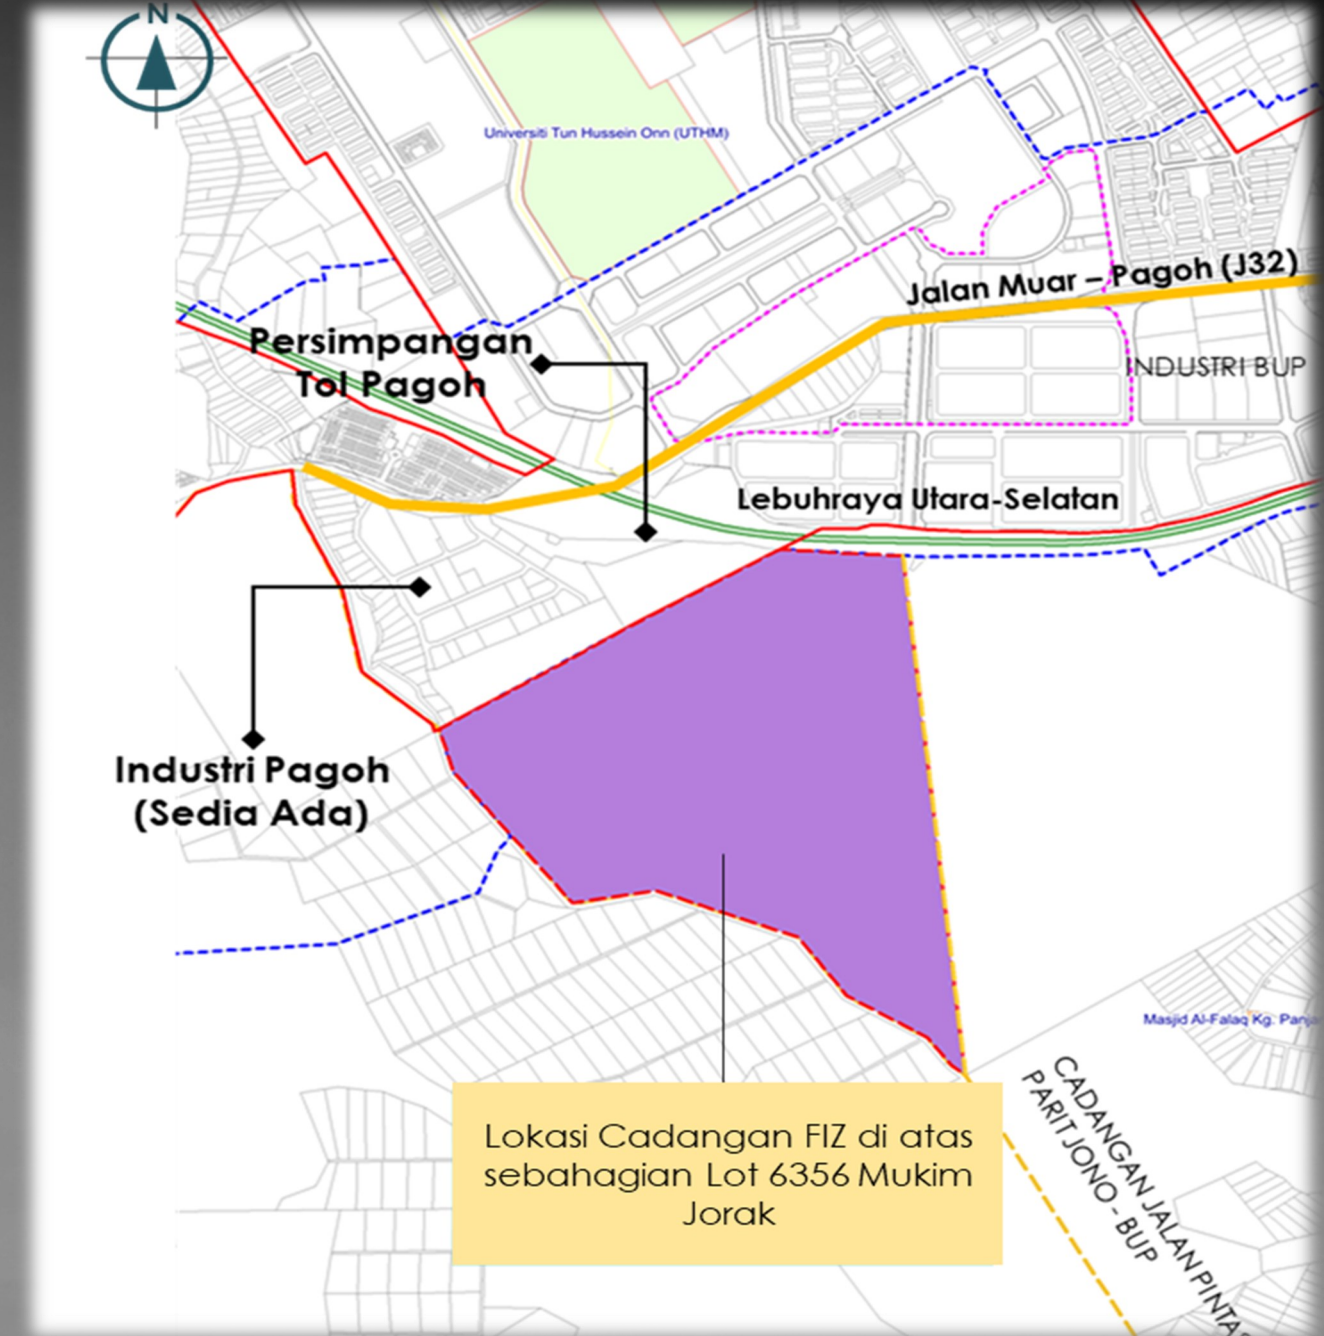 N
Universiti Tun Hussein Onn (UTHM)
Jalan Muar – Pagoh (J32)
Persimpangan
Tol Pagoh
INDUSTRI BUP
Lebuhraya Utara-Selatan
Industri Pagoh
(Sedia Ada)
Masjid Al-Falaq Kg.
CADANGAN JALAN
PARIT JONO - BUP
Lokasi Cadangan FIZ di atas
sebahagian Lot 6356 Mukim
Jorak